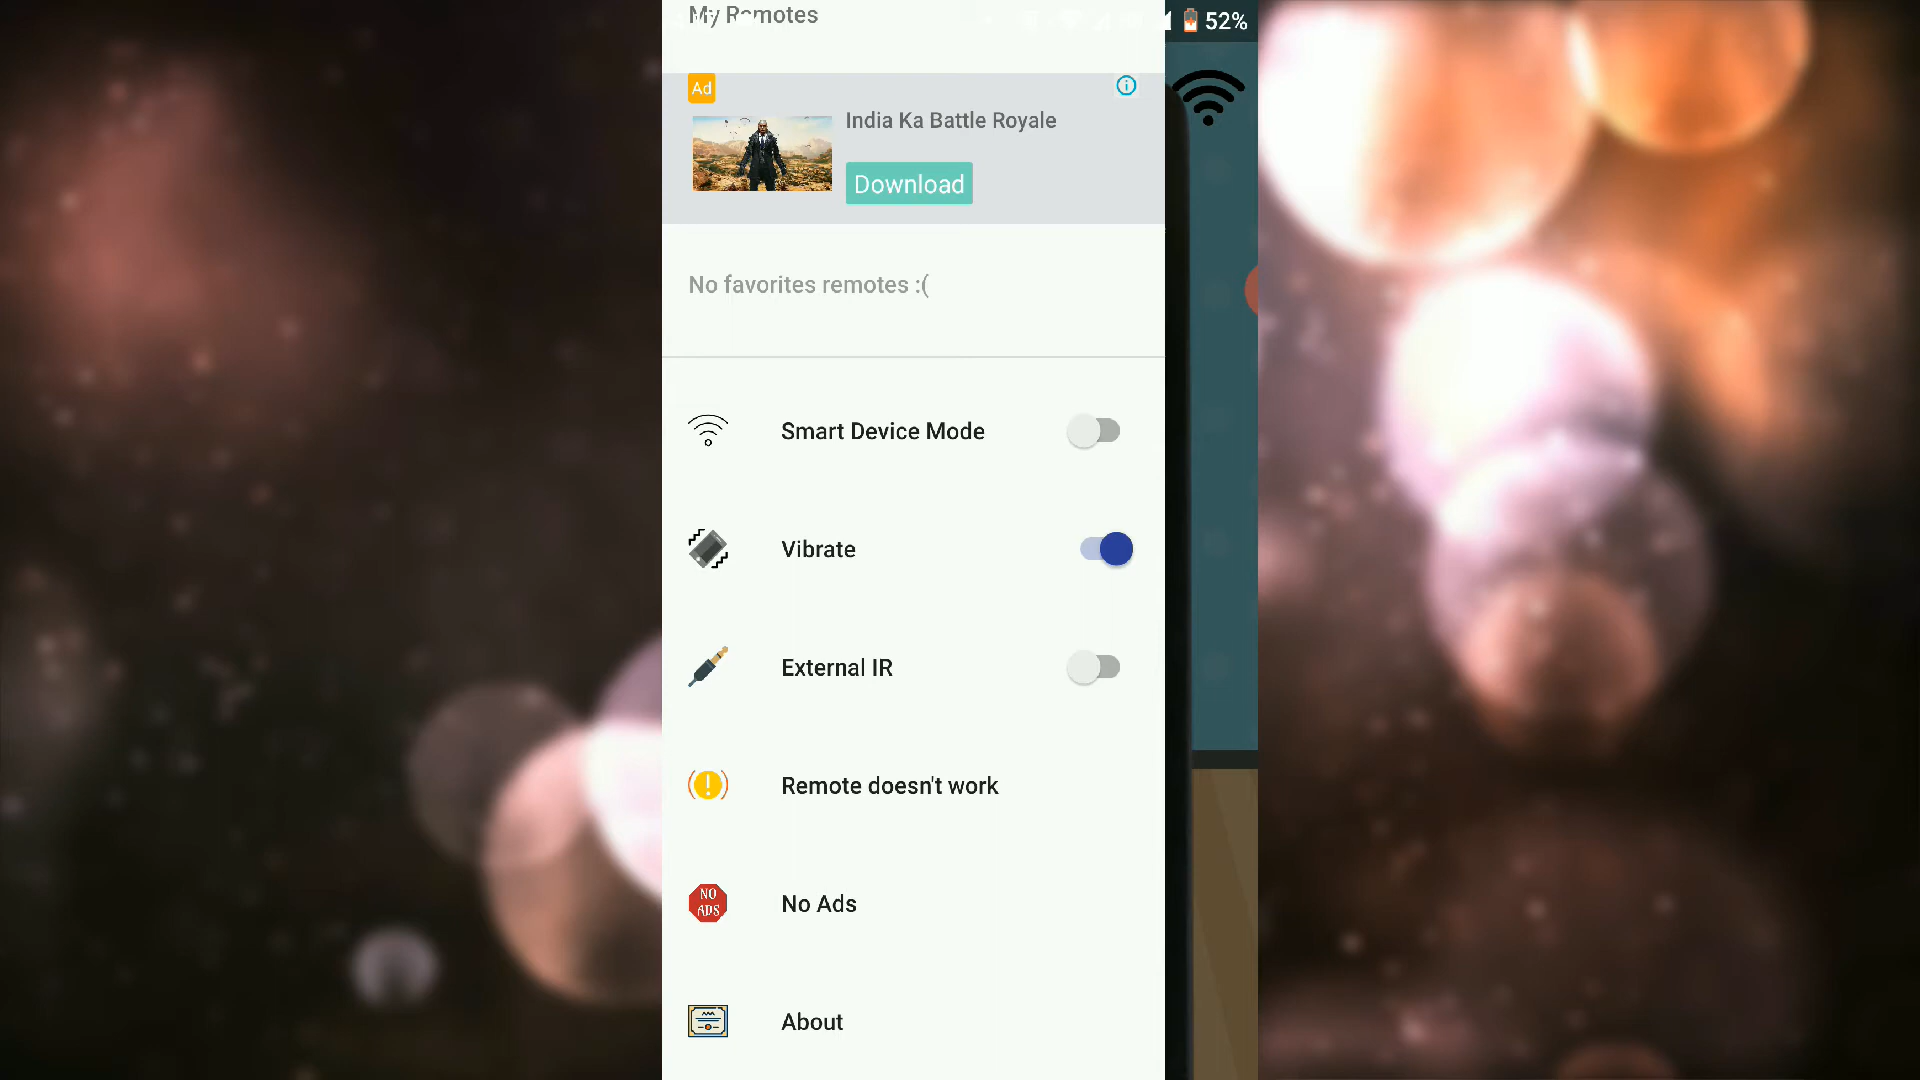 My Remotes
52%
Ad
India Ka Battle Royale
Download
No favorites remotes :(
Smart Device Mode
Vibrate
External IR
Remote doesn't work
NO
ADS
No Ads
About